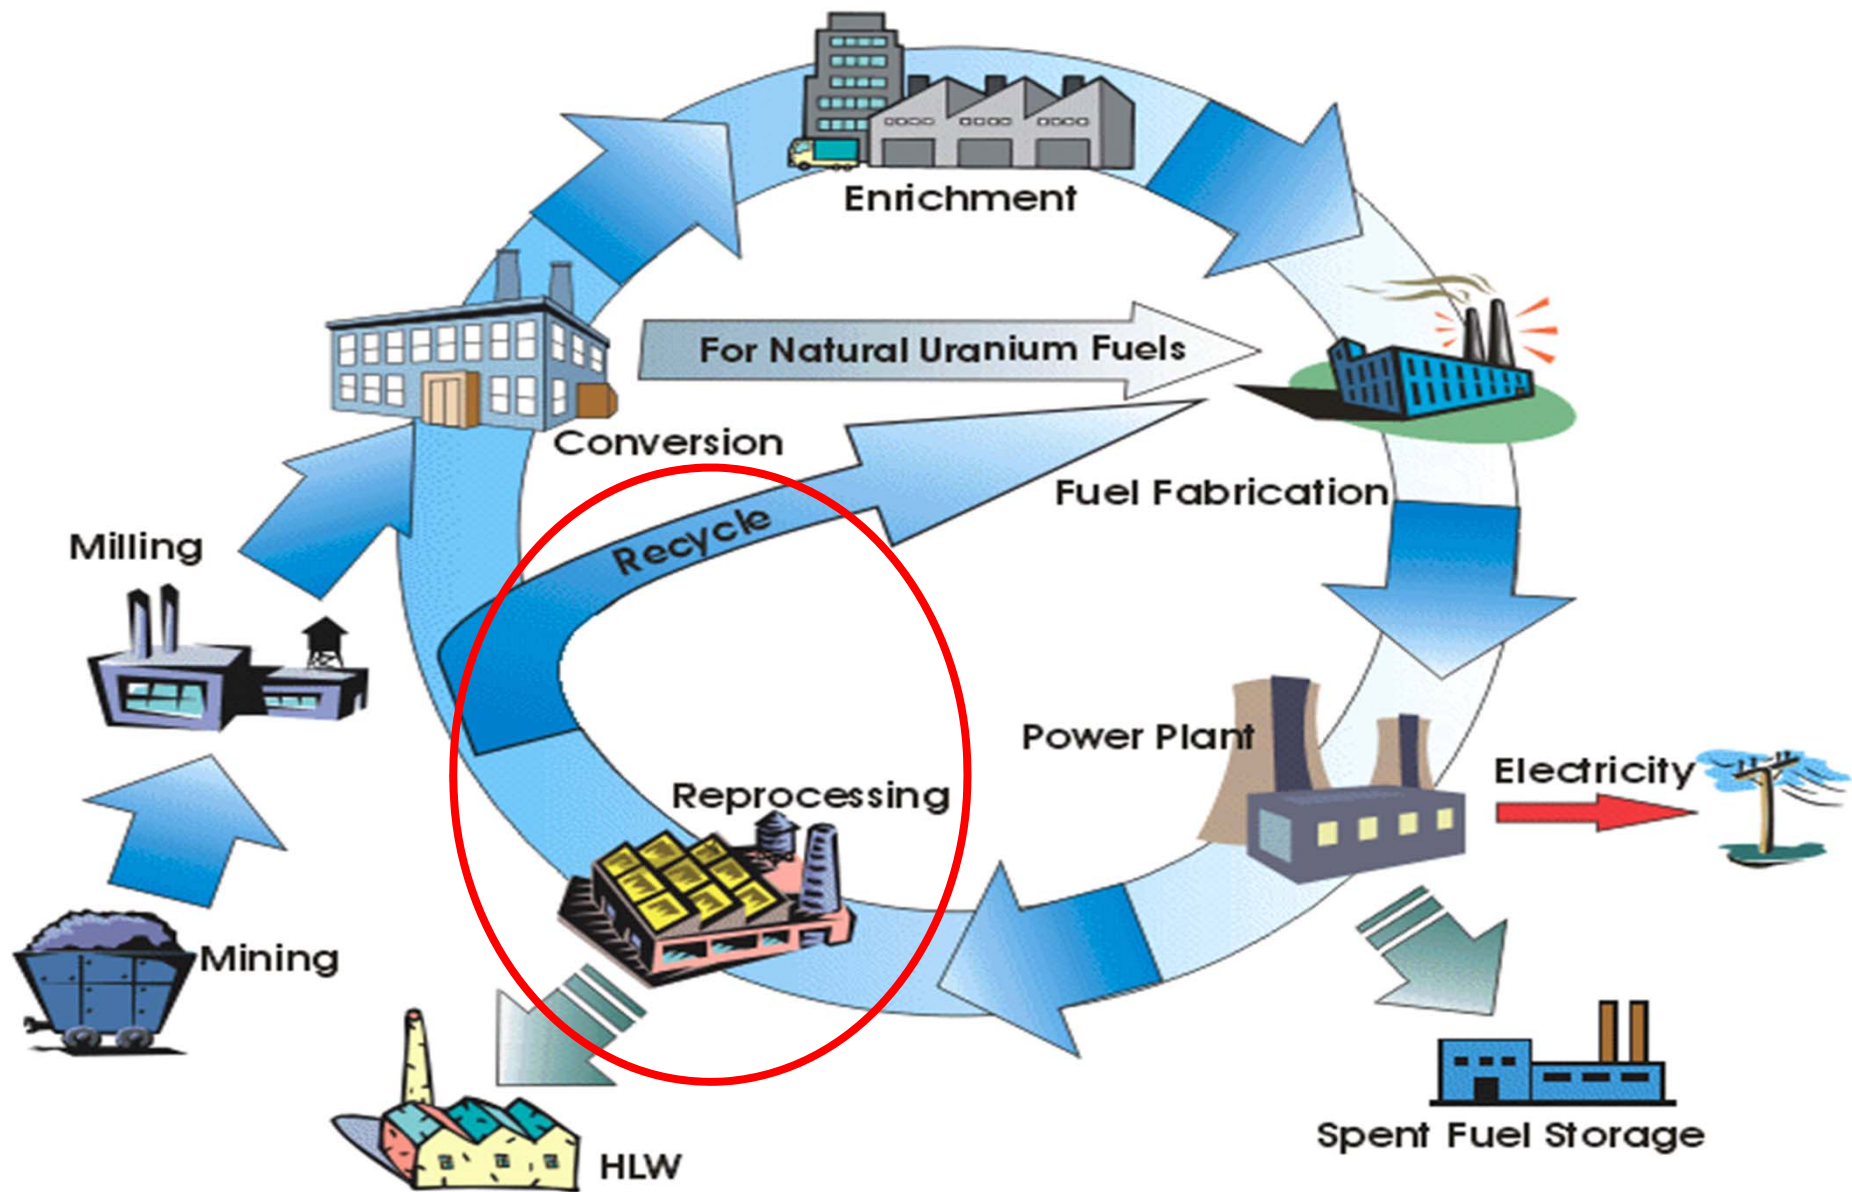 Enrichment
For Natural Uranium Fuels
Conversion
Fuel Fabrication
Recycle
Milling
Power Plant
Electricity
Reprocessing
Mining
Spent Fuel Storage
HLW